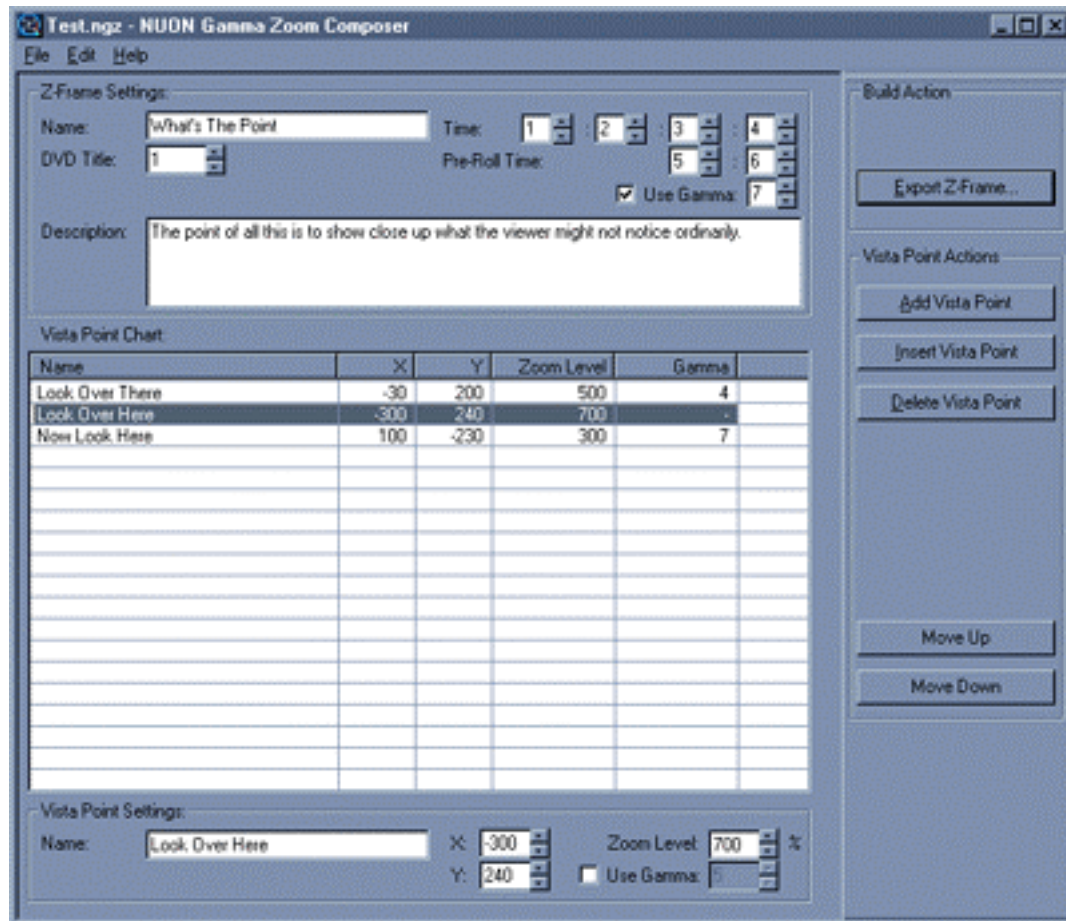 Test.ngz - NUON Gamma Zoom Composer
File Edit Help
Z-Frame Settings:
Name: What's The Point
Time: 1 : 2 : 3 : 4
DVD Title: 1
Pre-Roll Time: 5 : 6
Use Gamma: 7
Description: The point of all this is to show close up what the viewer might not notice ordinarily.
Vista Point Chart:
Name X Y Zoom Level Gamma
Look Over There -30 200 500 4
Look Over Here -300 240 700 -
Now Look Here 100 -230 300 7
Vista Point Settings:
Name: Look Over Here
X: -300
Zoom Level: 700 %
Y: 240
Use Gamma: 5
Build Action
Export Z-Frame...
Vista Point Actions
Add Vista Point
Insert Vista Point
Delete Vista Point
Move Up
Move Down